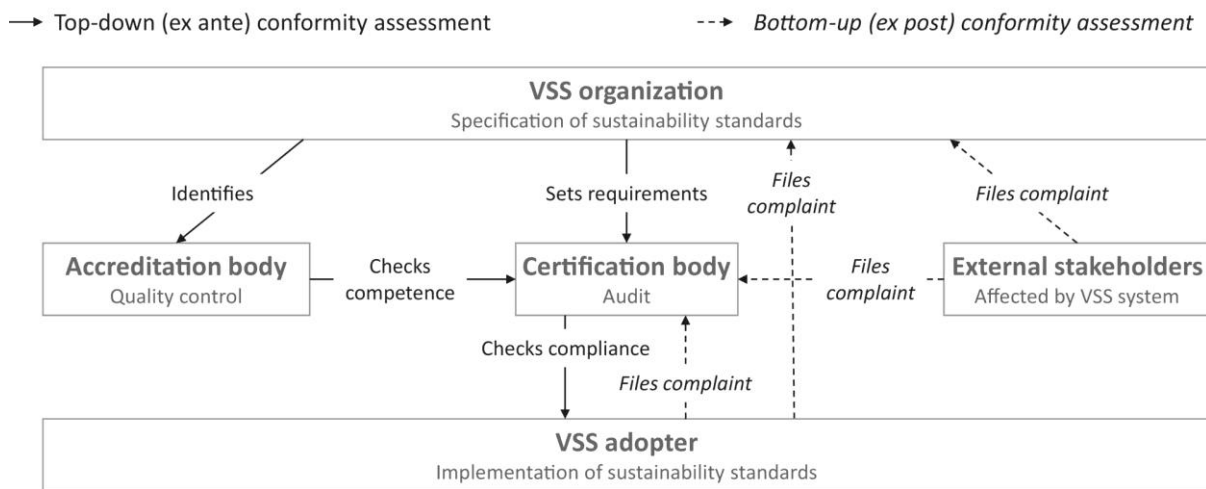 Top-down (ex ante) conformity assessment
Bottom-up (ex post) conformity assessment
VSS organization
Specification of sustainability standards
Identifies
Sets requirements
Files
complaint
Files complaint
Accreditation body
Quality control
Checks
competence
Certification body
Audit
Files
complaint
External stakeholders
Affected by VSS system
Checks compliance
Files complaint
VSS adopter
Implementation of sustainability standards